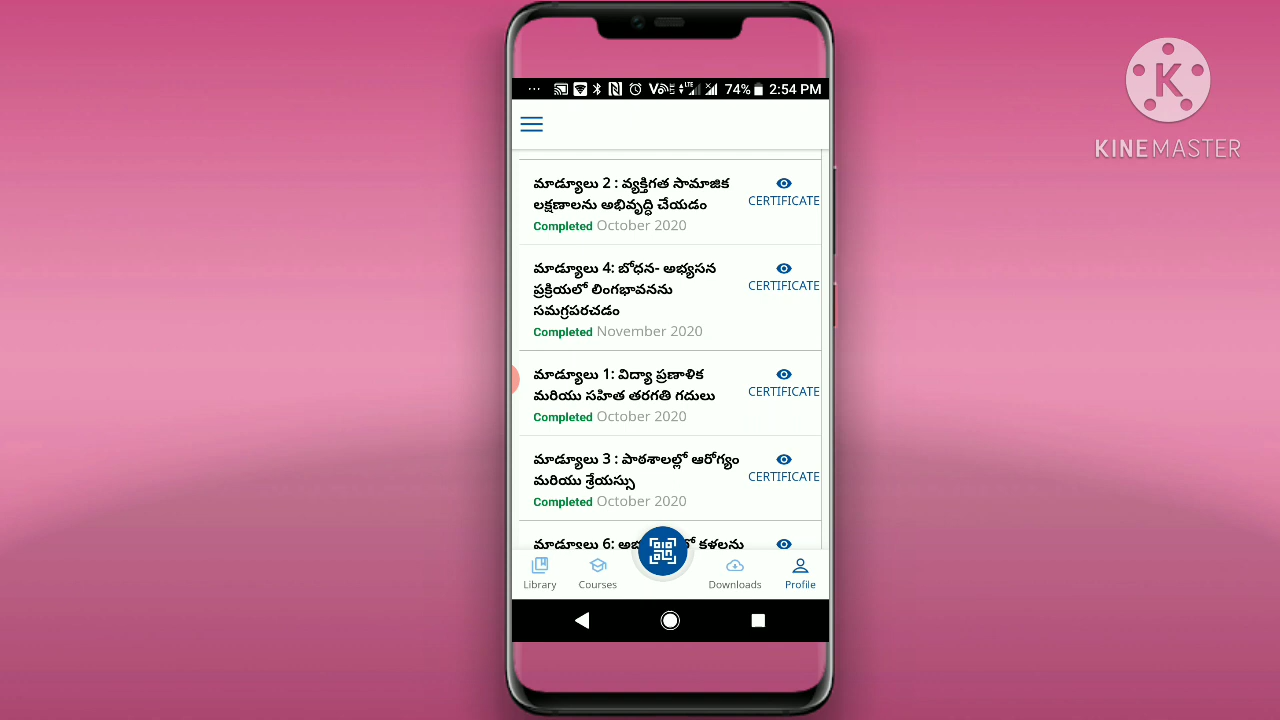 74% 2:54 PM
మాడ్యూలు 2 : వ్యక్తిగత సామాజిక
లక్షణాలను అభివృద్ధి చేయడం
Completed October 2020
CERTIFICATE
మాడ్యూలు 4: బోధన- అభ్యసన
ప్రక్రియలో లింగభావనను
సమగ్రపరచడం
Completed November 2020
CERTIFICATE
మాడ్యూలు 1: విద్యా ప్రణాళిక
మరియు సహిత తరగతి గదులు
Completed October 2020
CERTIFICATE
మాడ్యూలు 3 : పాఠశాలల్లో ఆరోగ్యం
మరియు శ్రేయస్సు
Completed October 2020
CERTIFICATE
మాడ్యూలు 6: కళలను
Library Courses Downloads Profile
K
KINEMASTER